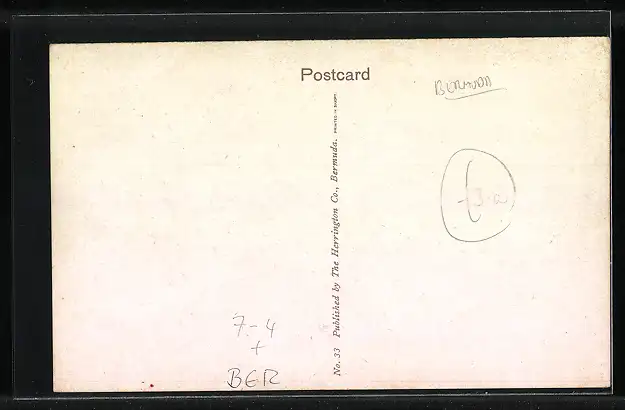 Postcard
BERMUDA
No. 33 Published by The Herrington Co., Bermuda.
7-4
+
BER